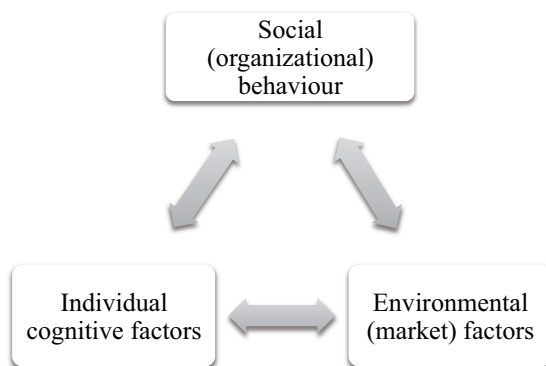 Social
(organizational)
behaviour
Individual
cognitive factors
Environmental
(market) factors